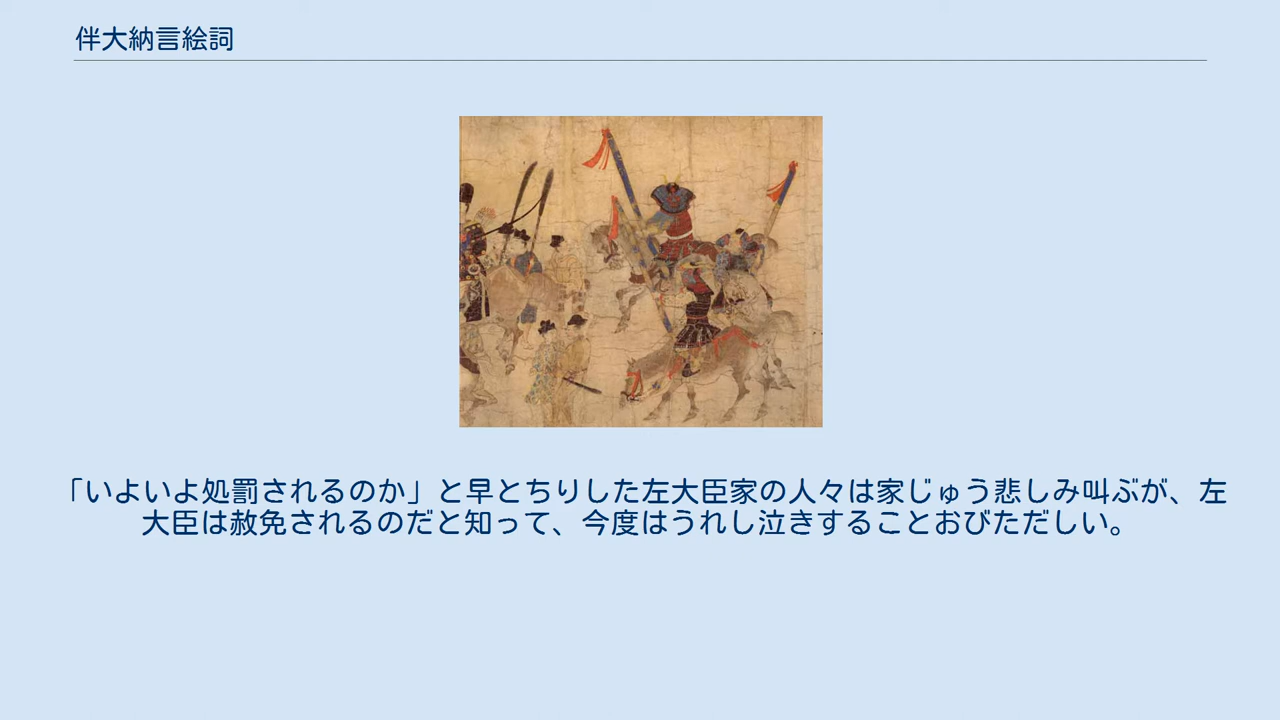 伴大納言絵詞
「いよいよ処罰されるのか」と早とちりした左大臣家の人々は家じゅう悲しみ叫ぶが、左
大臣は赦免されるのだと知って、今度はうれし泣きすることおびただしい。